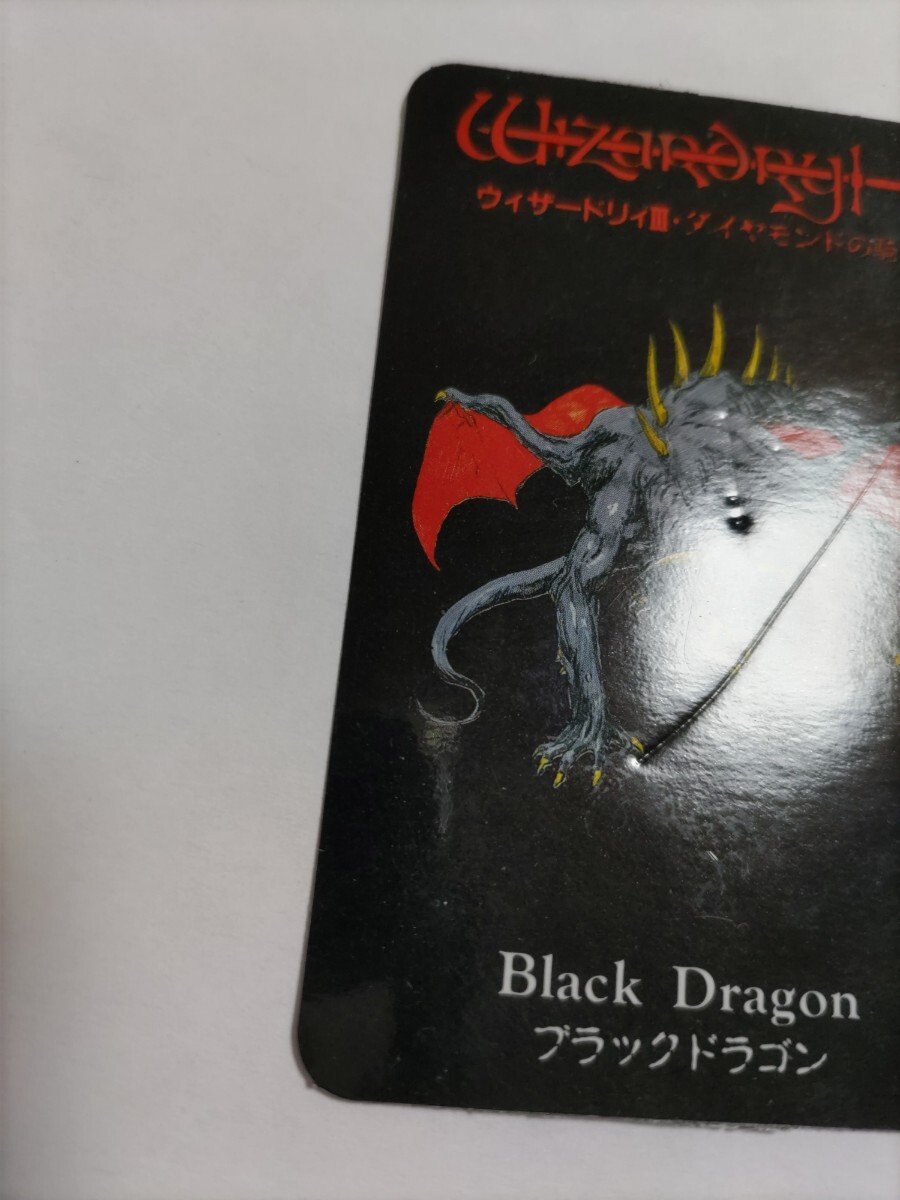 Wizardry
ウィザードリィIII・ダイヤモンドの
Black Dragon
ブラックドラゴン